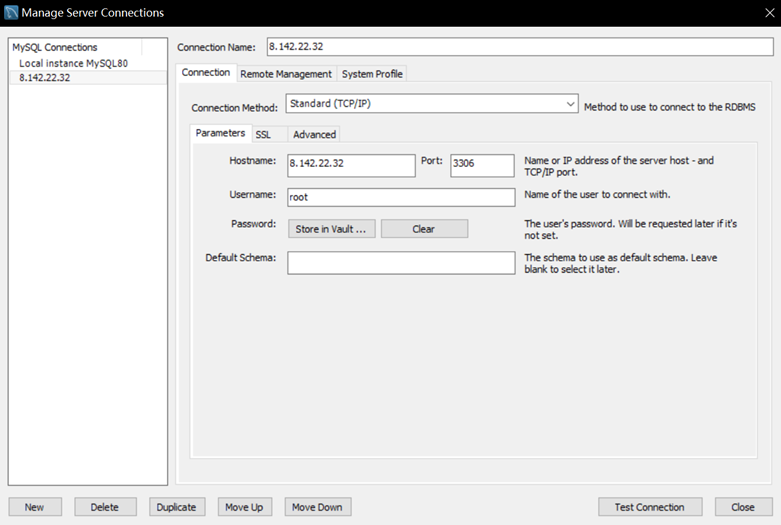 Manage Server Connections
MySQL Connections
Local instance MySQL80
8.142.22.32
Connection Name: 8.142.22.32
Connection Remote Management System Profile
Connection Method: Standard (TCP/IP) Method to use to connect to the RDBMS
Parameters SSL Advanced
Hostname: 8.142.22.32 Port: 3306 Name or IP address of the server host - and
TCP/IP port.
Username: root Name of the user to connect with.
Password: Store in Vault ... Clear The user's password. Will be requested later if it's
not set.
Default Schema: The schema to use as default schema. Leave
blank to select it later.
New Delete Duplicate Move Up Move Down Test Connection Close